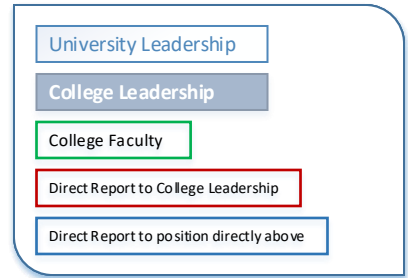 University Leadership
College Leadership
College Faculty
Direct Report to College Leadership
Direct Report to position directly above